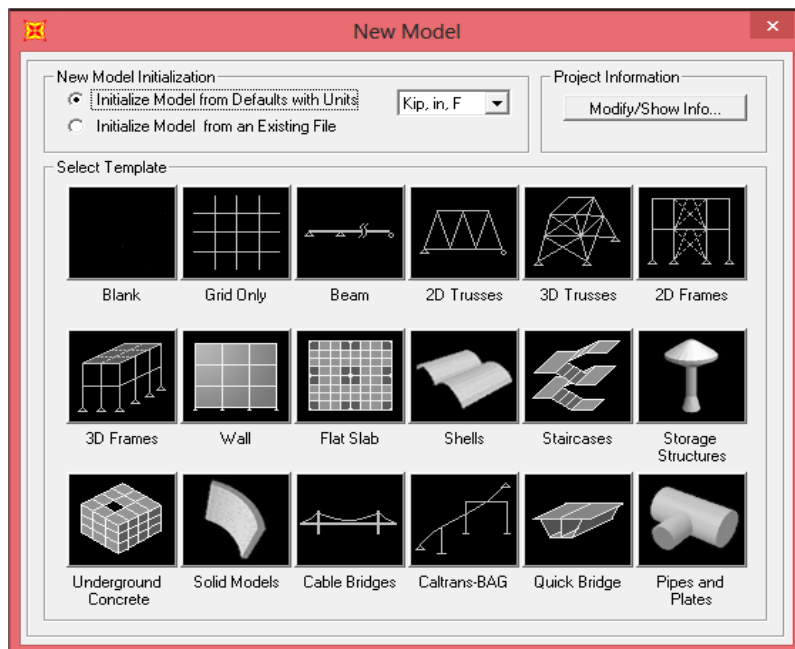 New Model
New Model Initialization
Project Information
Initialize Model from Defaults with Units
Kip, in, F
Modify/Show Info...
Initialize Model from an Existing File
Select Template
Blank
Grid Only
Beam
2D Trusses
3D Trusses
2D Frames
3D Frames
Wall
Flat Slab
Shells
Staircases
Storage
Structures
Underground
Concrete
Solid Models
Cable Bridges
Caltrans-BAG
Quick Bridge
Pipes and
Plates